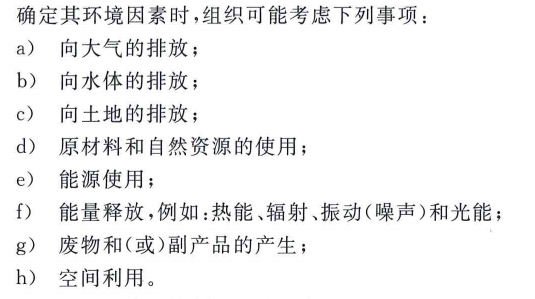 确定其环境因素时,组织可能考虑下列事项:
a) 向大气的排放;
b) 向水体的排放;
c) 向土地的排放;
d) 原材料和自然资源的使用;
e) 能源使用;
f) 能量释放,例如:热能、辐射、振动(噪声)和光能;
g) 废物和(或)副产品的产生;
h) 空间利用。